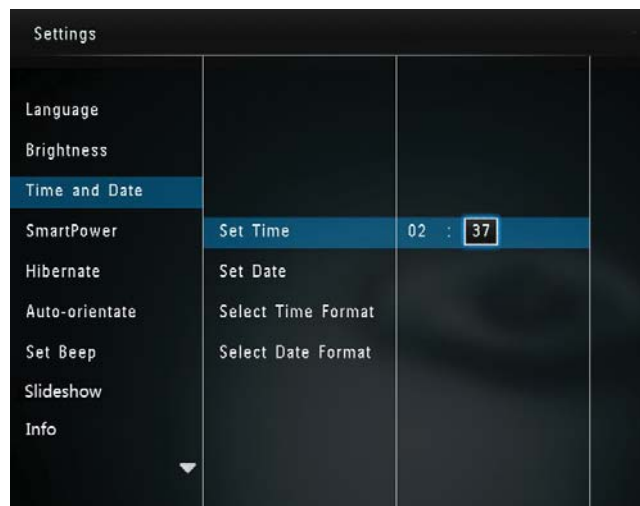 Settings
Language
Brightness
Time and Date
SmartPower
Hibernate
Auto-orientate
Set Beep
Slideshow
Info
Set Time
Set Date
Select Time Format
Select Date Format
02 : 37